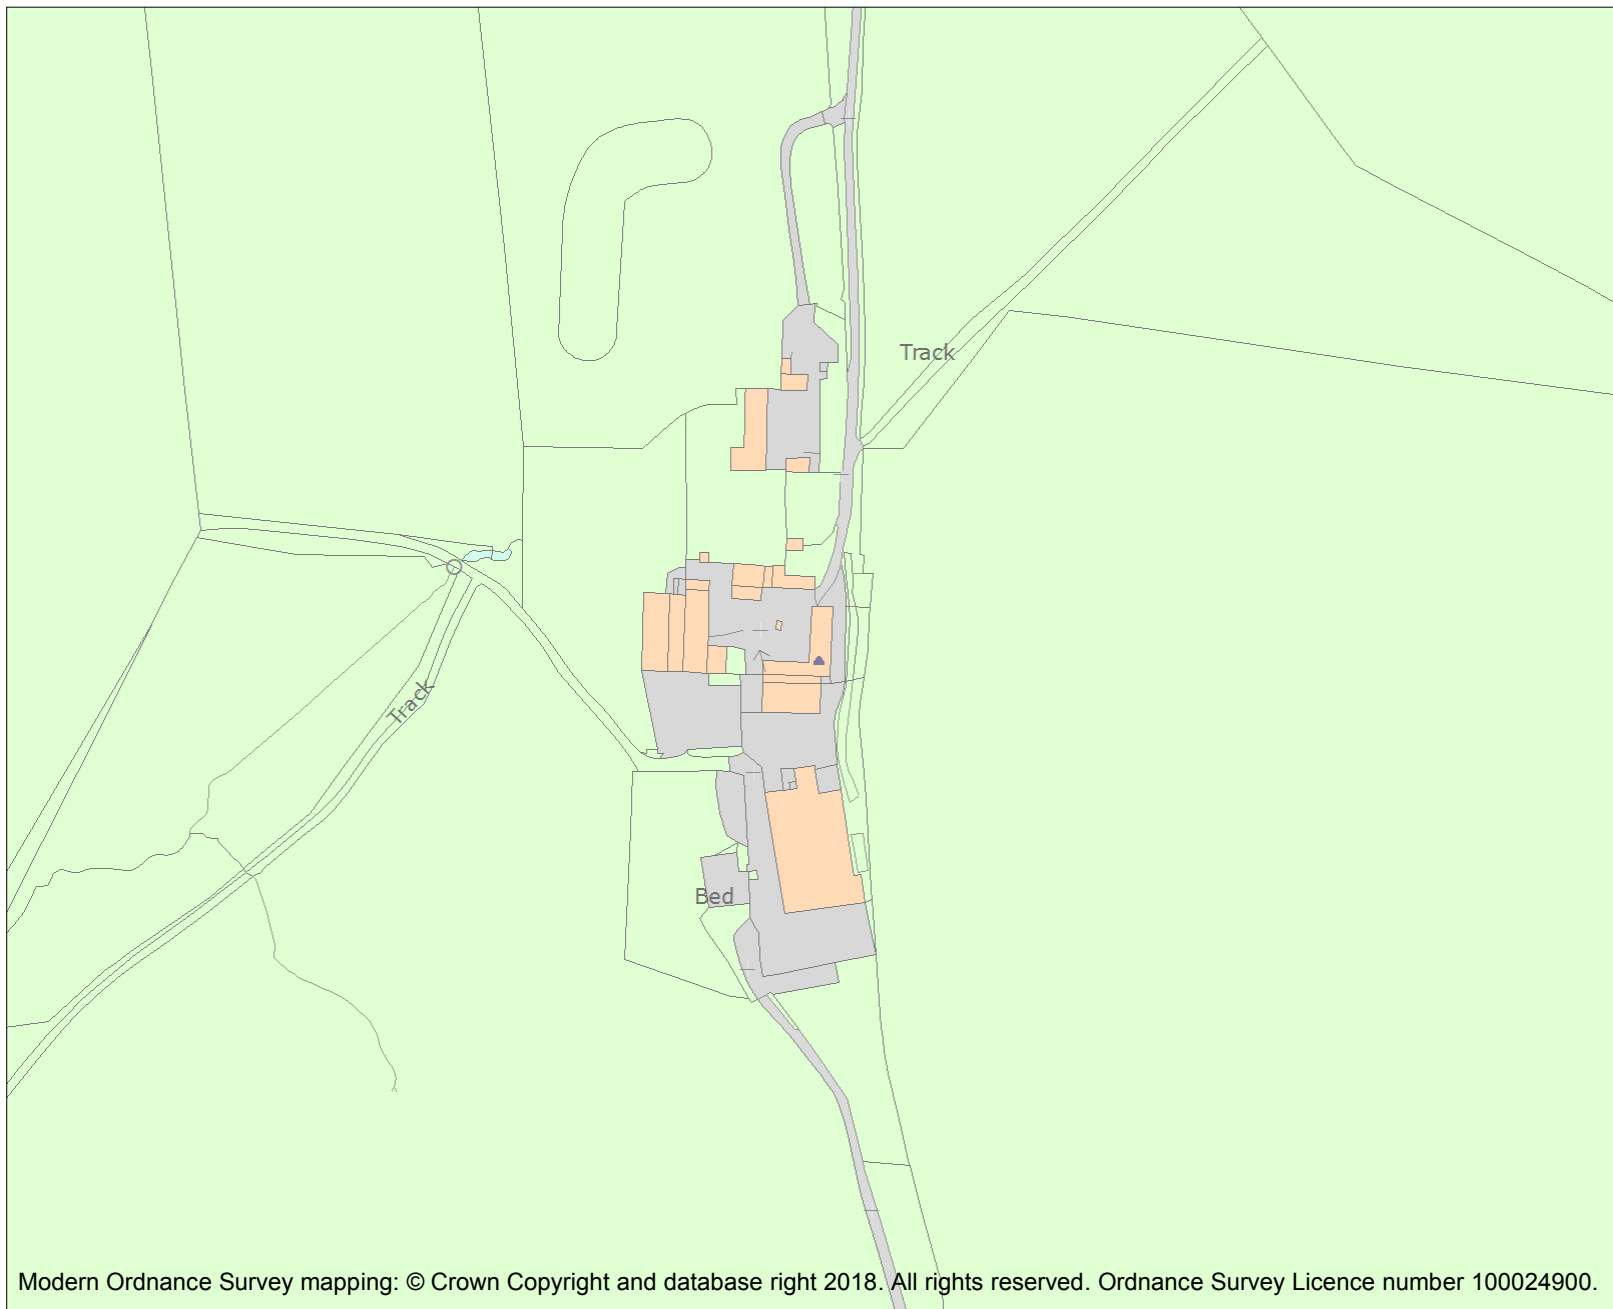 Track
Track
Bed
Modern Ordnance Survey mapping: © Crown Copyright and database right 2018. All rights reserved. Ordnance Survey Licence number 100024900.